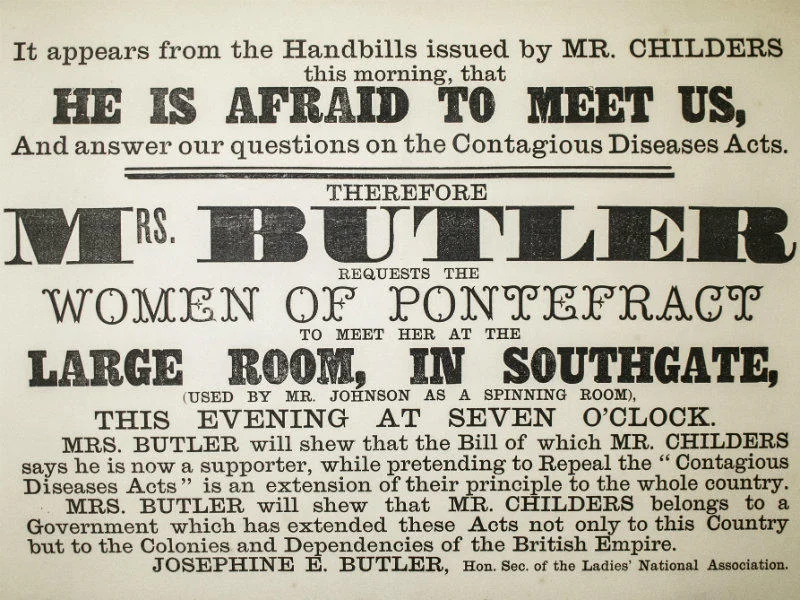 It appears from the Handbills issued by MR. CHILDERS
this morning, that
HE IS AFRAID TO MEET US,
And answer our questions on the Contagious Diseases Acts.
THEREFORE
MRS. BUTLER
REQUESTS THE
WOMEN OF PONTEFRACT
TO MEET HER AT THE
LARGE ROOM, IN SOUTHGATE,
(USED BY MR. JOHNSON AS A SPINNING ROOM),
THIS EVENING AT SEVEN O'CLOCK.
MRS. BUTLER will shew that the Bill of which MR. CHILDERS
says he is now a supporter, while pretending to Repeal the "Contagious
Diseases Acts" is an extension of their principle to the whole country.
MRS. BUTLER will shew that MR. CHILDERS belongs to a
Government which has extended these Acts not only to this Country
but to the Colonies and Dependencies of the British Empire.
JOSEPHINE E. BUTLER, Hon. Sec. of the Ladies' National Association.